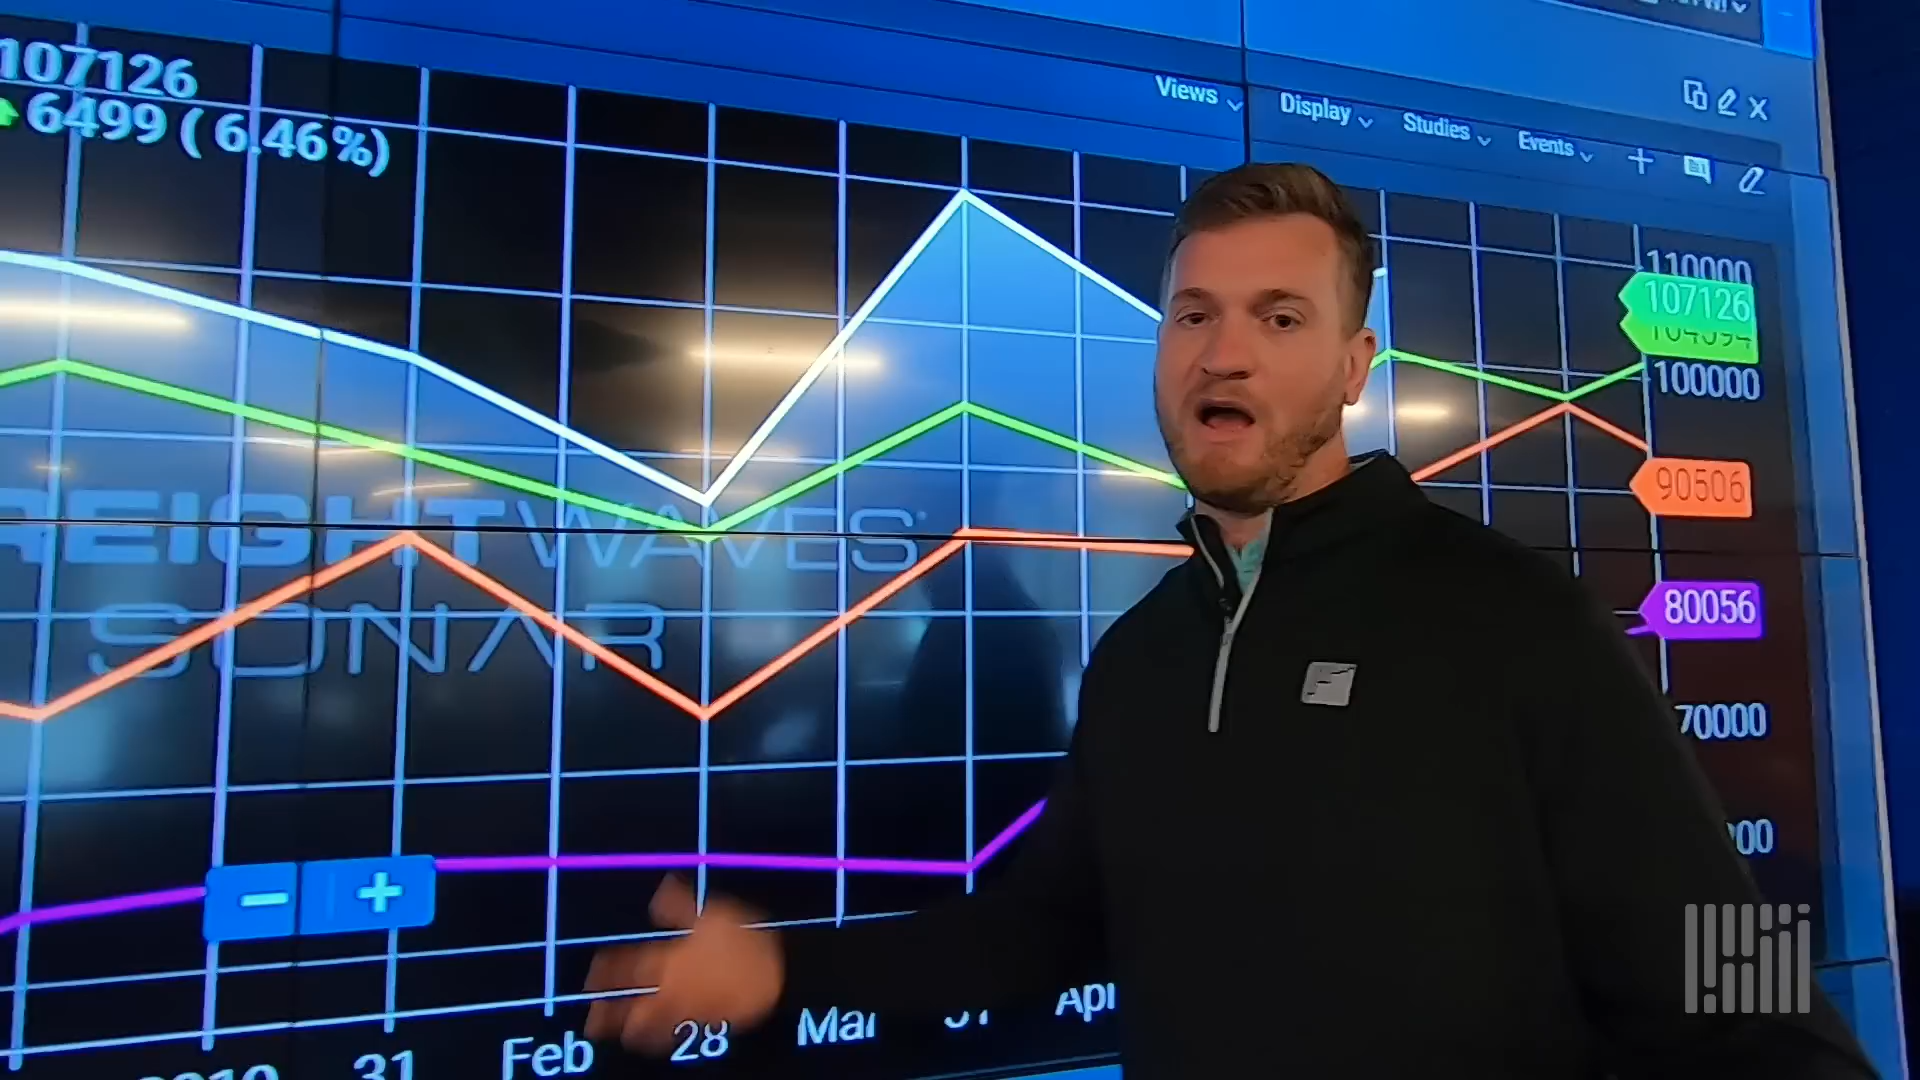 107126
6499 ( 6.46%)
Views
Display
Studies
Events
110000
107126
100000
90506
80056
70000
REIGHTWAVES
SONAR
31
Feb
28
Mar
Apr